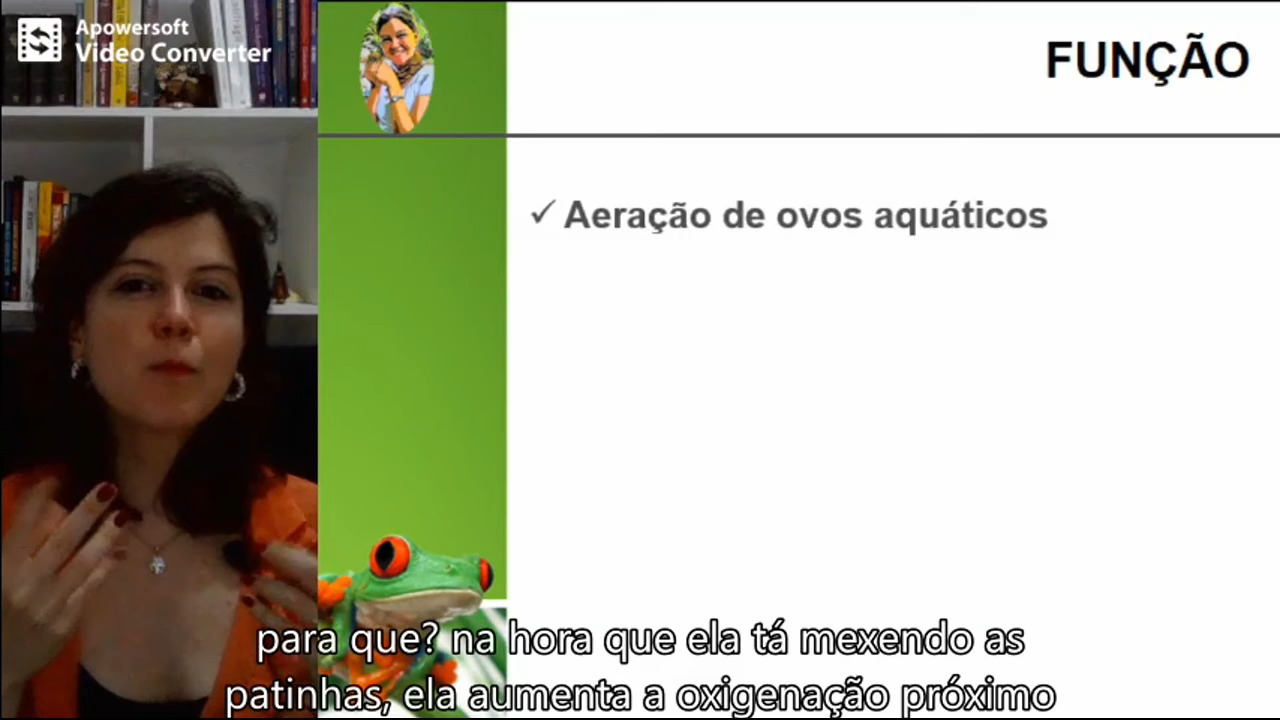 Apowersoft
Video Converter
FUNÇÃO
✓ Aeração de ovos aquáticos
para que? na hora que ela tá mexendo as
patinhas, ela aumenta a oxigenação próximo